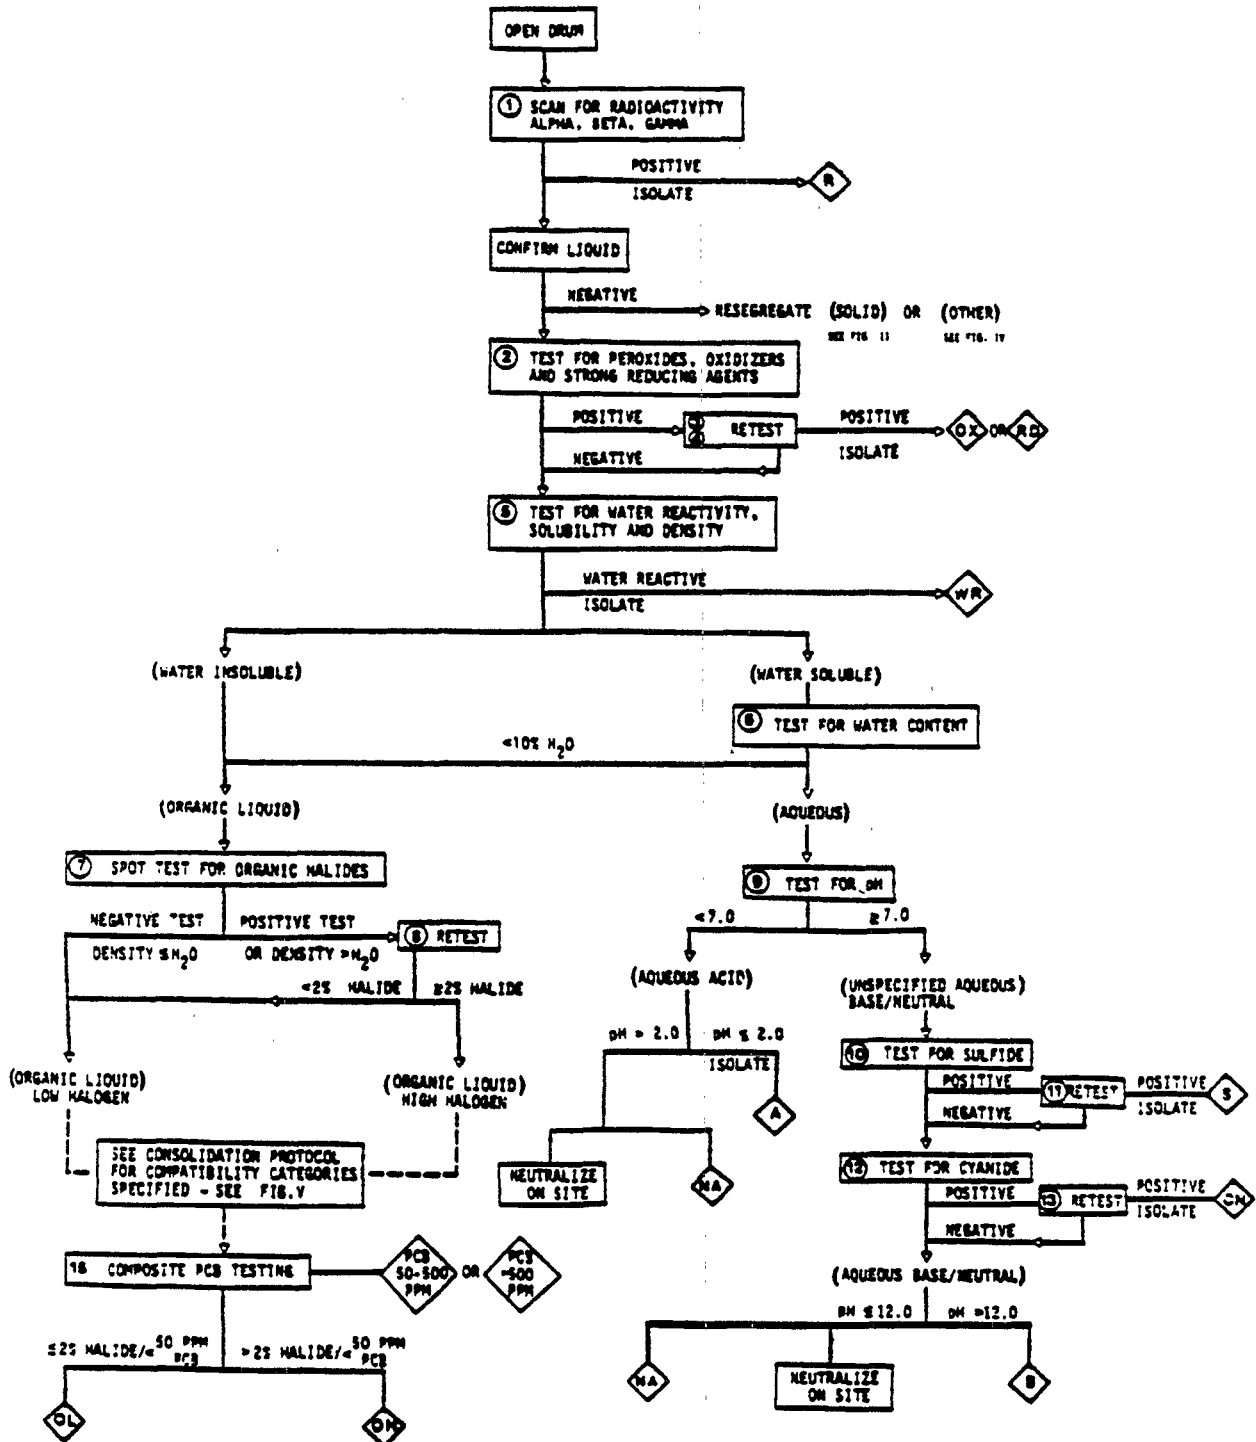 OPEN DRUM
1 SCAN FOR RADIOACTIVITY
ALPHA, BETA, GAMMA
POSITIVE
ISOLATE
R
CONFIRM LIQUID
NEGATIVE
RESEGREGATE (SOLID) OR (OTHER)
SEE FIG. II SEE FIG. IV
2 TEST FOR PEROXIDES, OXIDIZERS
AND STRONG REDUCING AGENTS
POSITIVE
RETEST
POSITIVE
ISOLATE
OX OR RD
NEGATIVE
5 TEST FOR WATER REACTIVITY,
SOLUBILITY AND DENSITY
WATER REACTIVE
ISOLATE
WR
(WATER INSOLUBLE)
(WATER SOLUBLE)
6 TEST FOR WATER CONTENT
<10% H2O
(ORGANIC LIQUID)
(AQUEOUS)
7 SPOT TEST FOR ORGANIC HALIDES
9 TEST FOR pH
<7.0 ≥7.0
NEGATIVE TEST POSITIVE TEST
DENSITY ≤H2O OR DENSITY >H2O
8 RETEST
<2% HALIDE ≥2% HALIDE
(AQUEOUS ACID)
(UNSPECIFIED AQUEOUS)
BASE/NEUTRAL
pH > 2.0 pH ≤ 2.0
ISOLATE
A
10 TEST FOR SULFIDE
POSITIVE
11 RETEST
POSITIVE
ISOLATE
S
NEGATIVE
(ORGANIC LIQUID)
LOW HALOGEN
(ORGANIC LIQUID)
HIGH HALOGEN
SEE CONSOLIDATION PROTOCOL
FOR COMPATIBILITY CATEGORIES
SPECIFIED - SEE FIG.V
NEUTRALIZE
ON SITE
NA
12 TEST FOR CYANIDE
POSITIVE
13 RETEST
POSITIVE
ISOLATE
CN
NEGATIVE
COMPOSITE PCB TESTING
PCB
50-500
PPM
OR
PCB
>500
PPM
(AQUEOUS BASE/NEUTRAL)
pH ≤12.0 pH >12.0
NA
NEUTRALIZE
ON SITE
B
≤2% HALIDE/< 50 PPM
PCB
>2% HALIDE/< 50 PPM
PCB
OL
OH